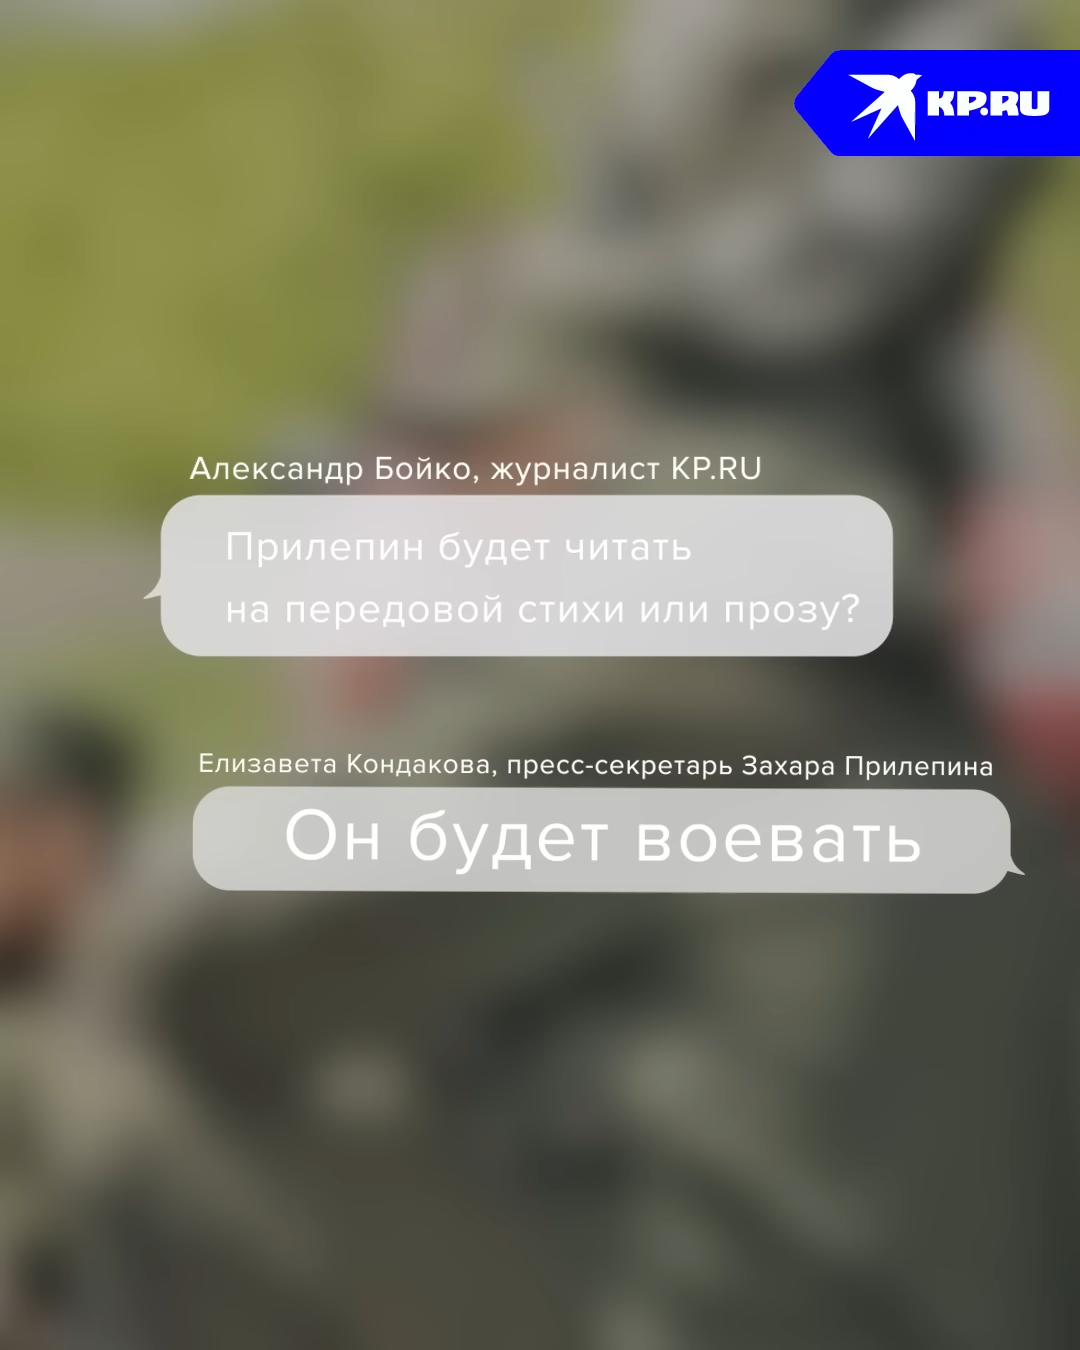 KP.RU
Александр Бойко, журналист KP.RU
Прилепин будет читать
на передовой стихи или прозу?
Елизавета Кондакова, пресс-секретарь Захара Прилепина
Он будет воевать